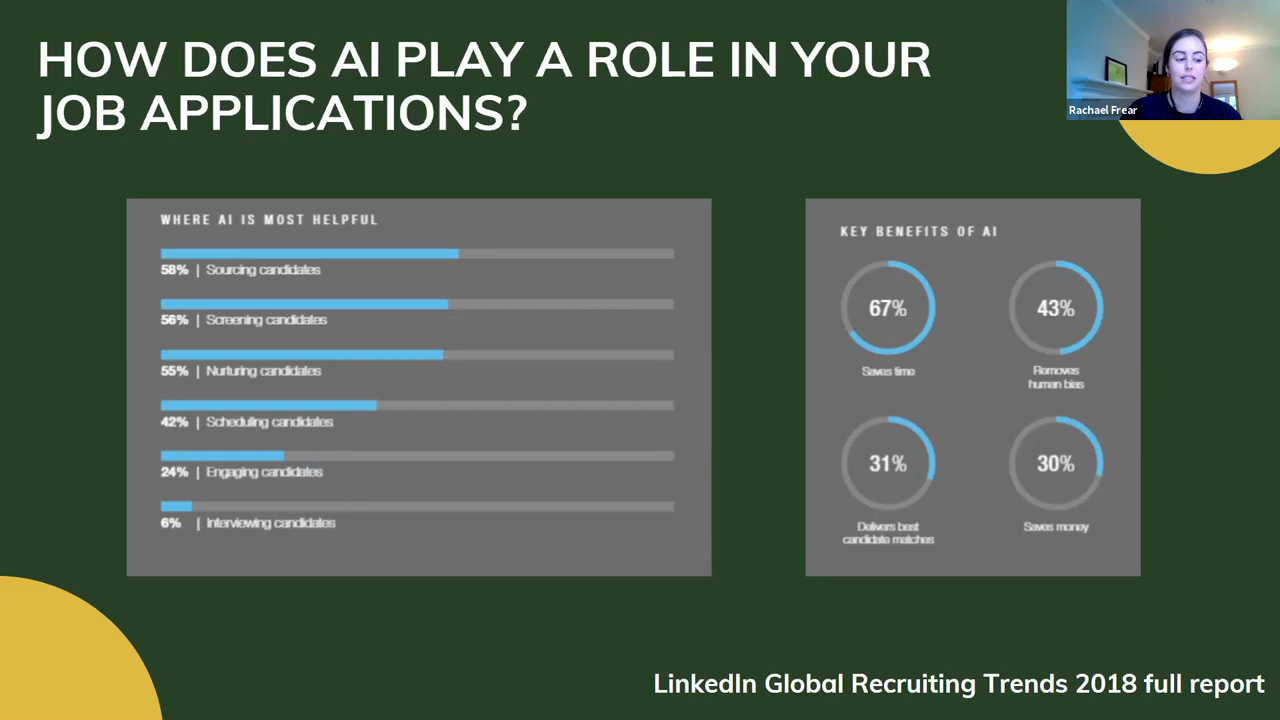 HOW DOES AI PLAY A ROLE IN YOUR
JOB APPLICATIONS?
Rachael Frear
WHERE AI IS MOST HELPFUL
58% | Sourcing candidates
56% | Screening candidates
55% | Nurturing candidates
42% | Scheduling candidates
24% | Engaging candidates
6% | Interviewing candidates
KEY BENEFITS OF AI
67%
Saves time
43%
Removes
human bias
31%
Delivers best
candidate matches
30%
Saves money
LinkedIn Global Recruiting Trends 2018 full report